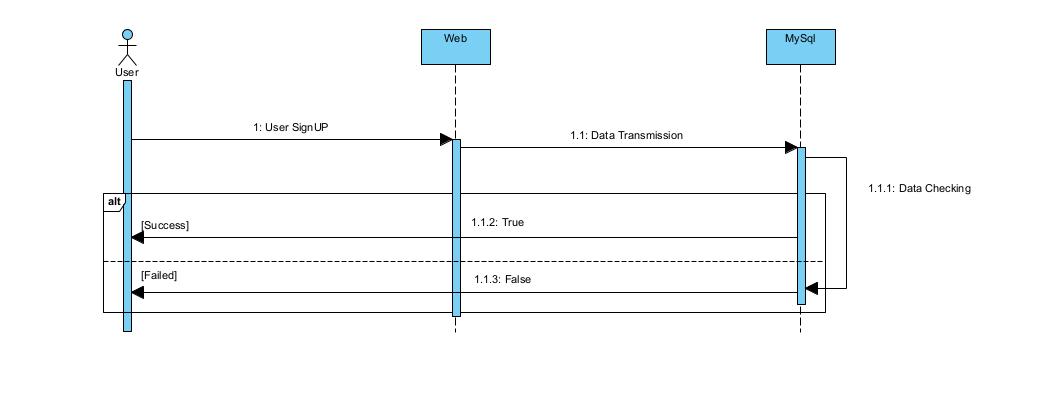 Web
MySql
User
1: User SignUP
1.1: Data Transmission
1.1.1: Data Checking
alt
[Success]
1.1.2: True
[Failed]
1.1.3: False